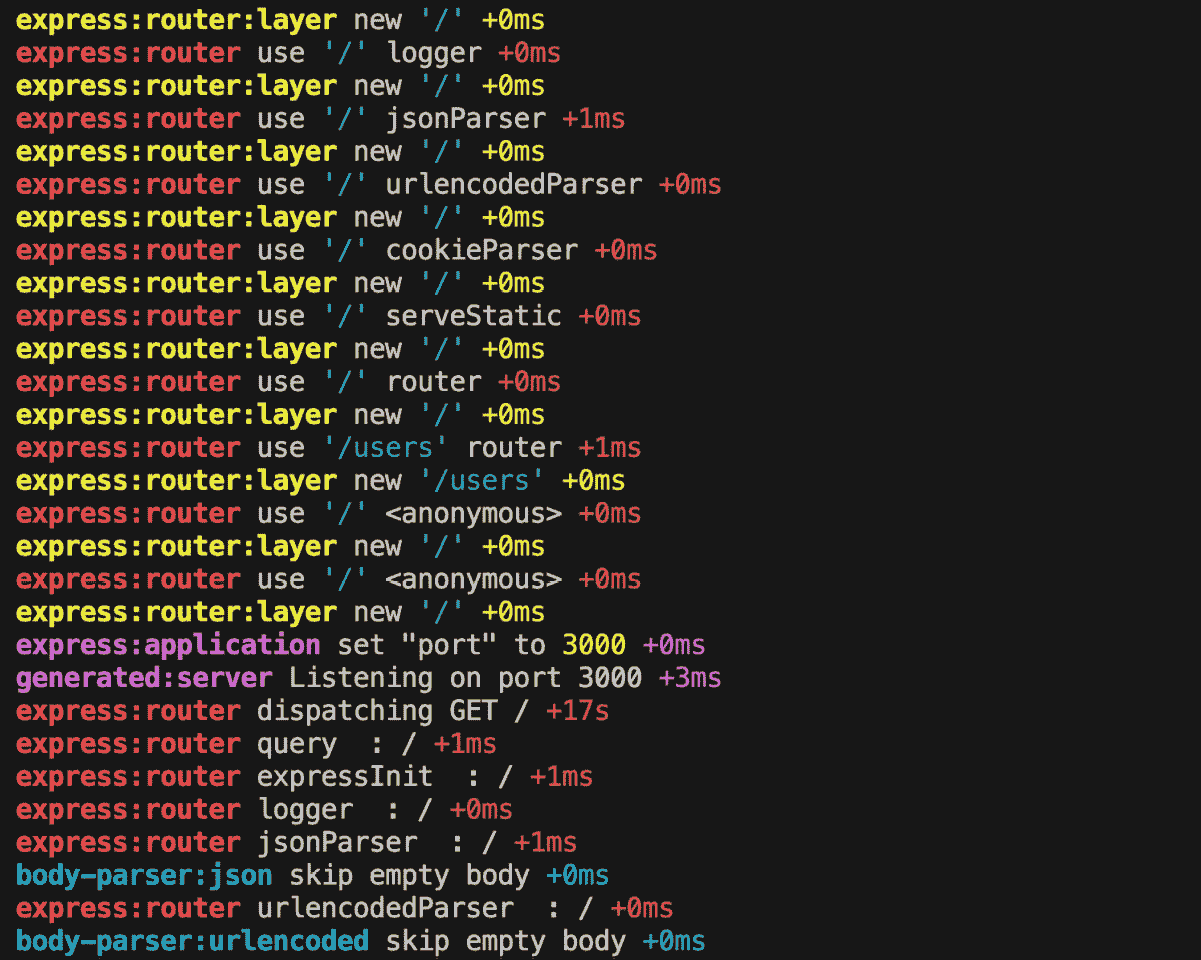 express:router:layer new '/' +0ms
express:router use '/' logger +0ms
express:router:layer new '/' +0ms
express:router use '/' jsonParser +1ms
express:router:layer new '/' +0ms
express:router use '/' urlencodedParser +0ms
express:router:layer new '/' +0ms
express:router use '/' cookieParser +0ms
express:router:layer new '/' +0ms
express:router use '/' serveStatic +0ms
express:router:layer new '/' +0ms
express:router use '/' router +0ms
express:router:layer new '/' +0ms
express:router use '/users' router +1ms
express:router:layer new '/users' +0ms
express:router use '/' <anonymous> +0ms
express:router:layer new '/' +0ms
express:router use '/' <anonymous> +0ms
express:router:layer new '/' +0ms
express:application set "port" to 3000 +0ms
generated:server Listening on port 3000 +3ms
express:router dispatching GET / +17s
express:router query  : / +1ms
express:router expressInit  : / +1ms
express:router logger  : / +0ms
express:router jsonParser  : / +1ms
body-parser:json skip empty body +0ms
express:router urlencodedParser  : / +0ms
body-parser:urlencoded skip empty body +0ms